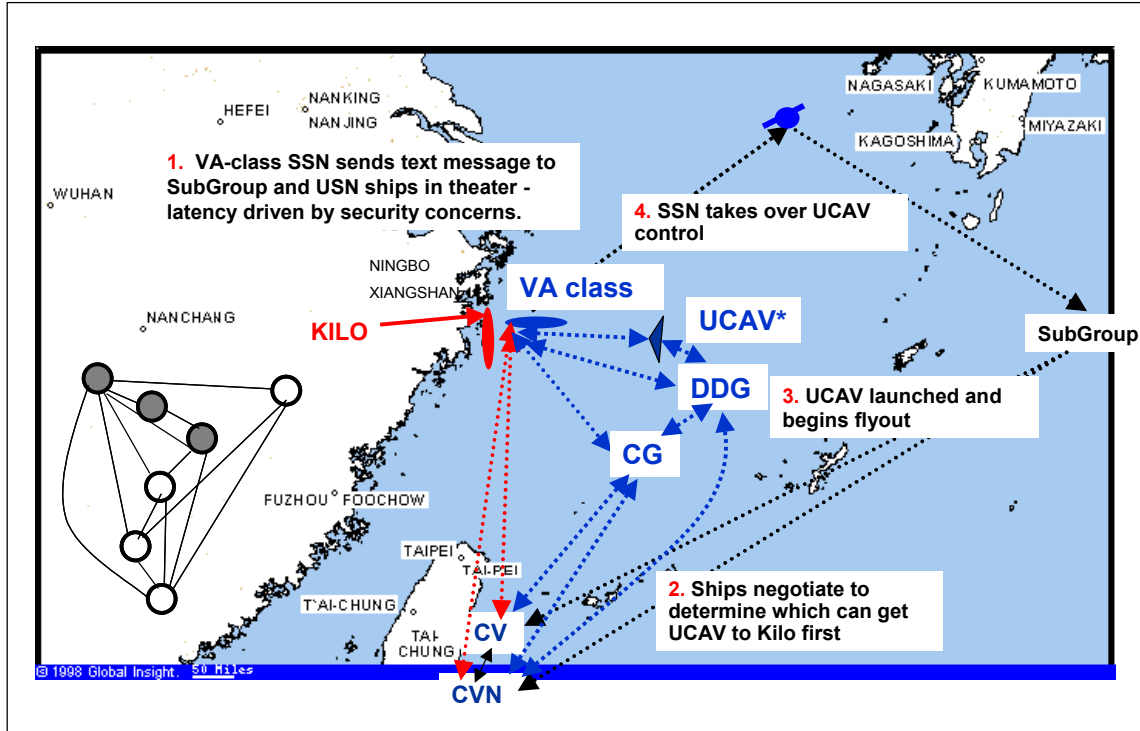 NAGASAKI
KUMAMOTO
NANKING
NANJING
HEFEI
MIYAZAKI
KAGOSHIMA
1. VA-class SSN sends text message to
SubGroup and USN ships in theater -
latency driven by security concerns.
WUHAN
4. SSN takes over UCAV
control
NINGBO
XIANGSHAN
VA class
UCAV*
NANCHANG
KILO
SubGroup
DDG
3. UCAV launched and
begins flyout
CG
FUZHOU
FOOCHOW
TAIPEI
TAI-PEI
T'AI-CHUNG
2. Ships negotiate to
determine which can get
UCAV to Kilo first
CV
TAI-
CHUNG
© 1998 Global Insight. 50 Miles
CVN